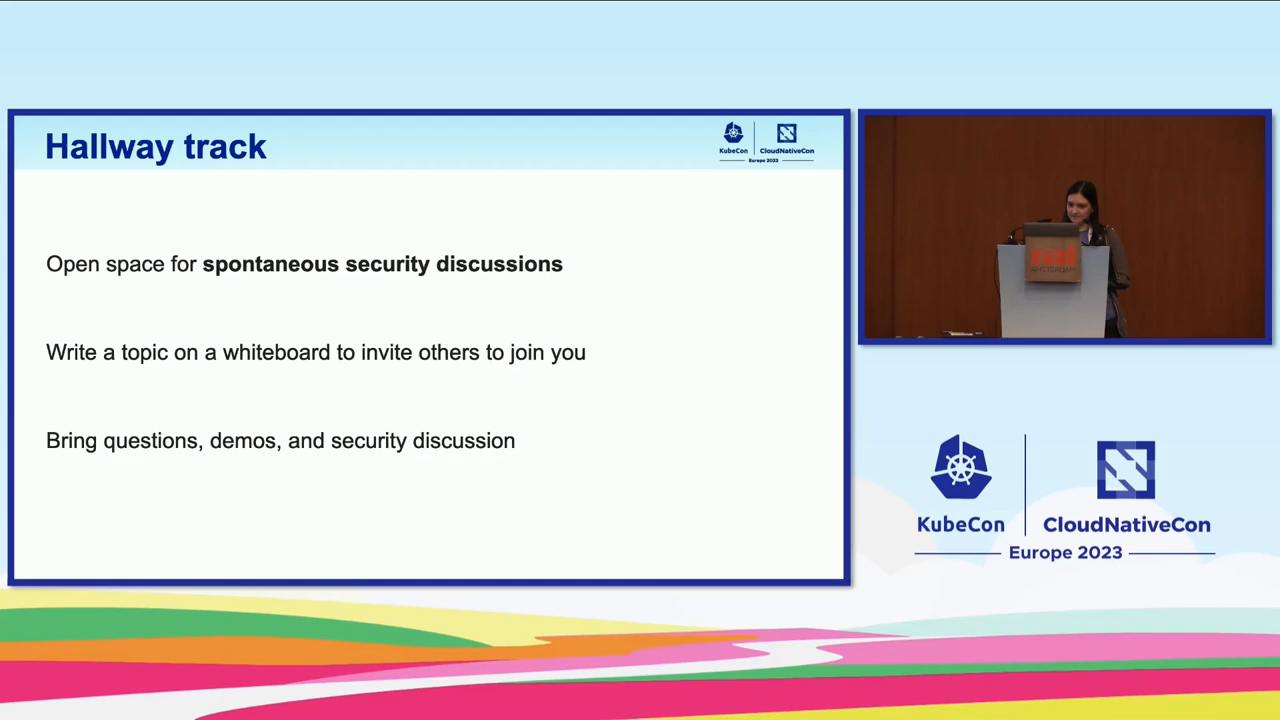 Hallway track
KubeCon
CloudNativeCon
Europe 2023
Open space for spontaneous security discussions
Write a topic on a whiteboard to invite others to join you
Bring questions, demos, and security discussion
AMSTERDAM
KubeCon
CloudNativeCon
Europe 2023